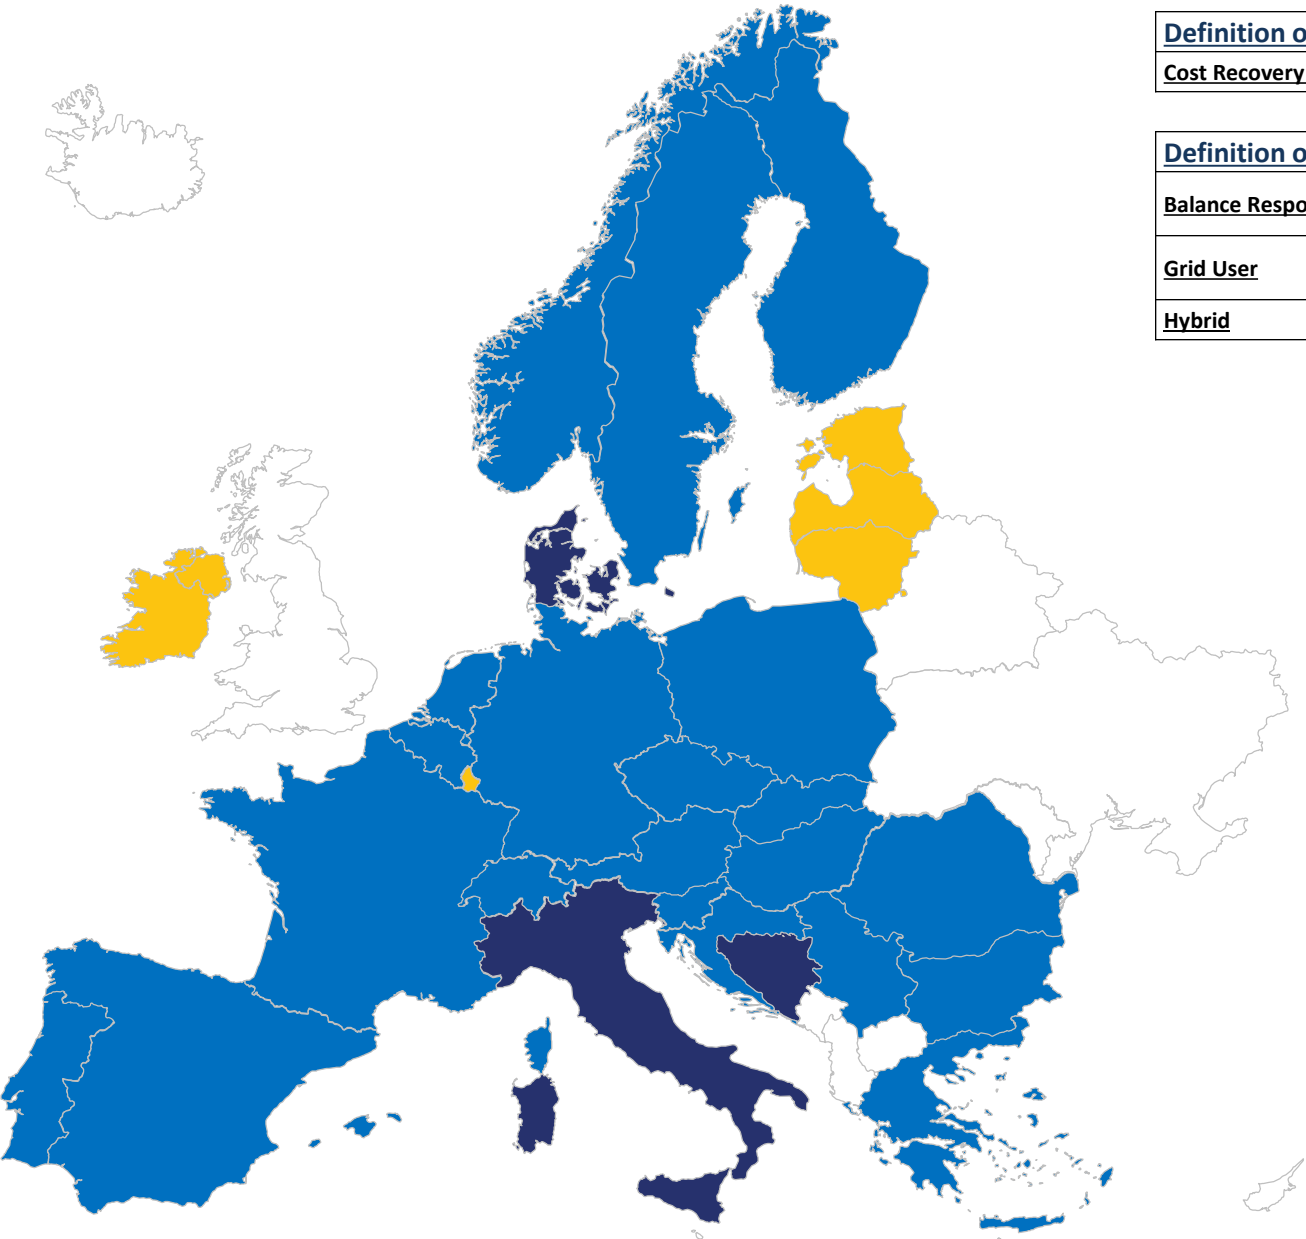 Definition o
Cost Recovery
Definition o
Balance Respo
Grid User
Hybrid